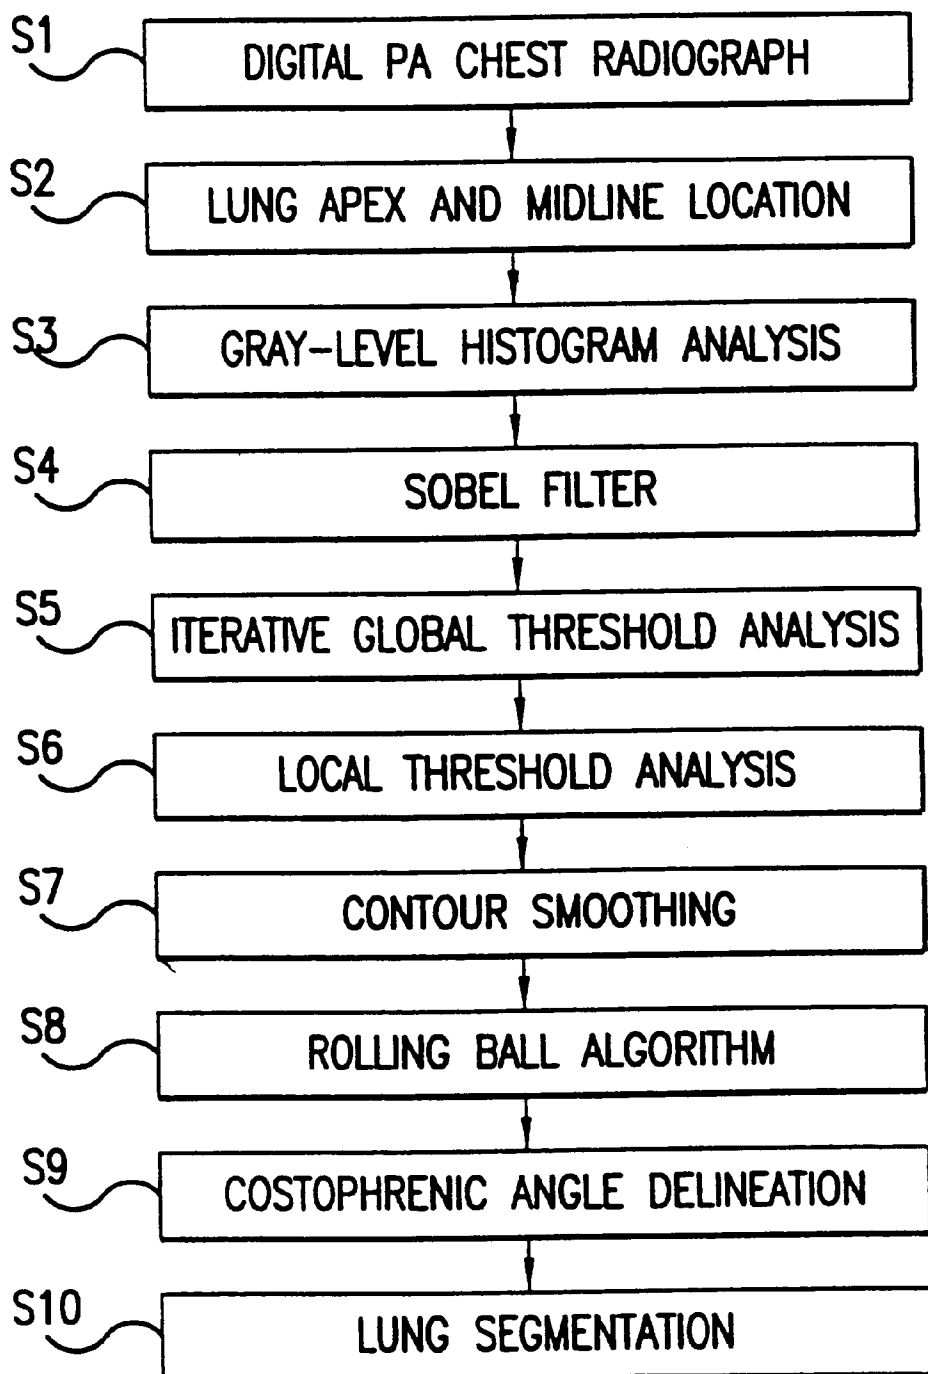 S1
DIGITAL PA CHEST RADIOGRAPH
S2
LUNG APEX AND MIDLINE LOCATION
S3
GRAY-LEVEL HISTOGRAM ANALYSIS
S4
SOBEL FILTER
S5
ITERATIVE GLOBAL THRESHOLD ANALYSIS
S6
LOCAL THRESHOLD ANALYSIS
S7
CONTOUR SMOOTHING
S8
ROLLING BALL ALGORITHM
S9
COSTOPHRENIC ANGLE DELINEATION
S10
LUNG SEGMENTATION